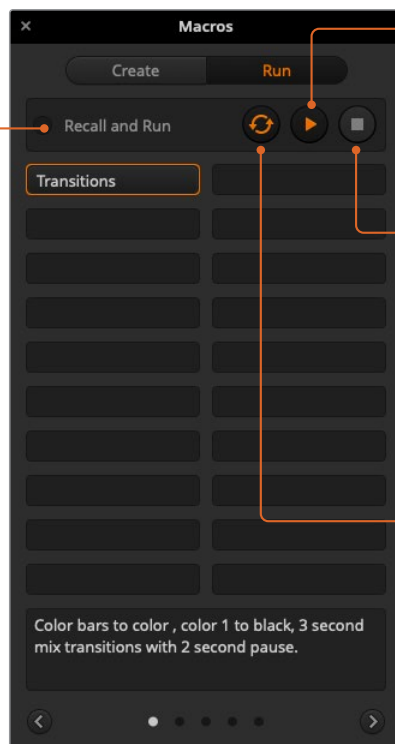 Macros
Create Run
Recall and Run
Transitions
Color bars to color , color 1 to black, 3 second
mix transitions with 2 second pause.